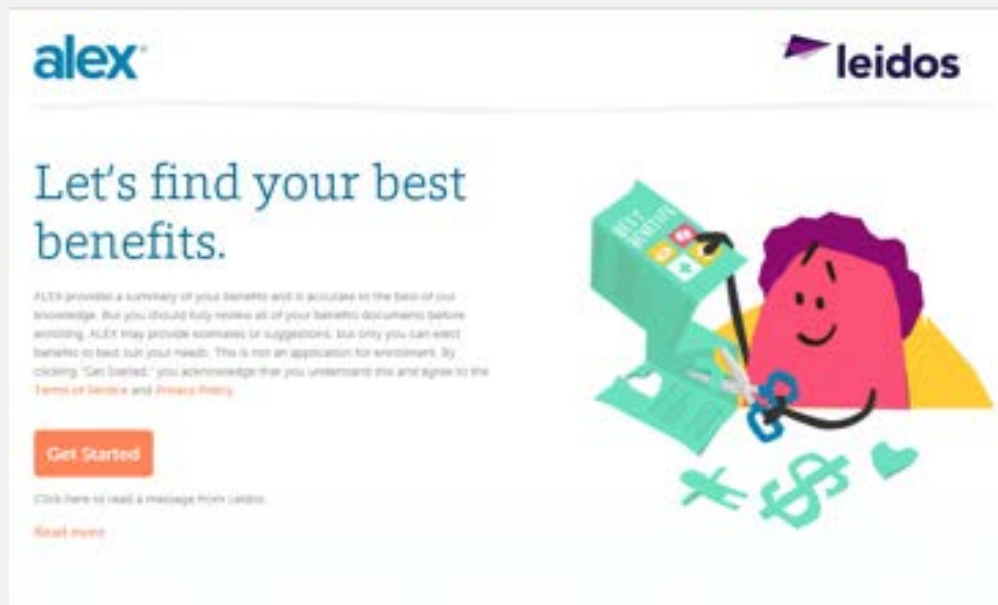 alex
leidos
Let's find your best
benefits.
BEST
BENEFITS
ALEX provides a summary of your benefits and is accurate to the best of our
knowledge. But you should fully review all of your benefits documents before
enrolling. ALEX may provide estimates or suggestions, but only you can elect
benefits to best suit your needs. This is not an application for enrollment. By
clicking "Get Started," you acknowledge that you understand this and agree to the
Terms of Service and Privacy Policy.
Get Started
Click here to read a message from Leidos
Read more